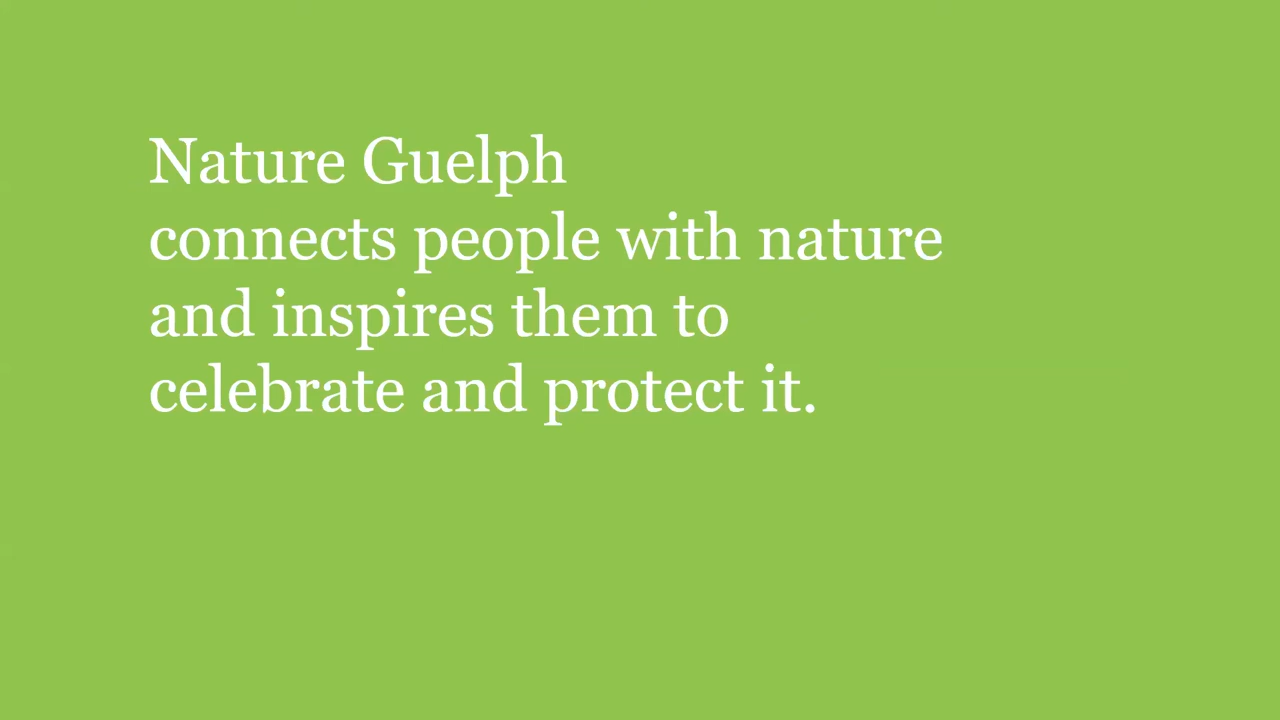 Nature Guelph
connects people with nature
and inspires them to
celebrate and protect it.